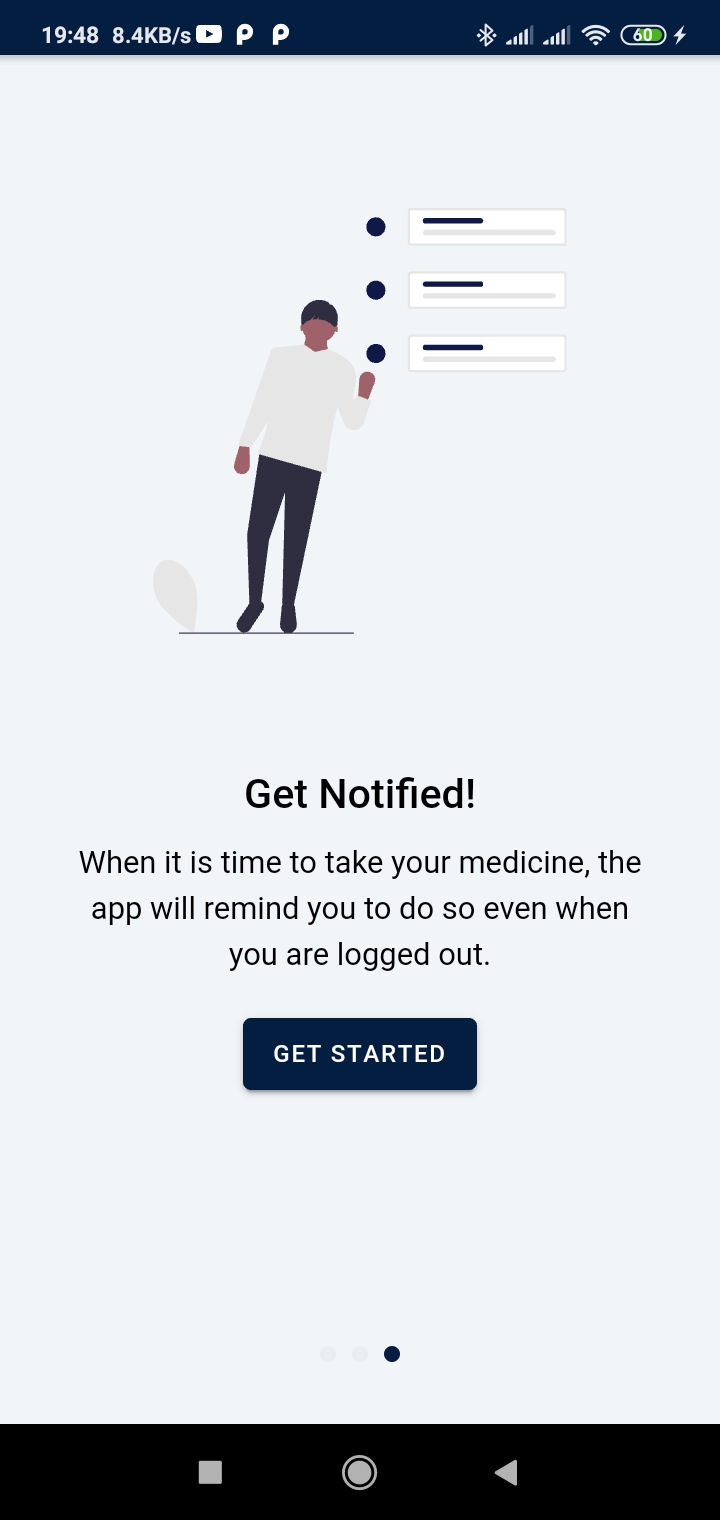 19:48 8.4KB/s
60
Get Notified!
When it is time to take your medicine, the
app will remind you to do so even when
you are logged out.
GET STARTED